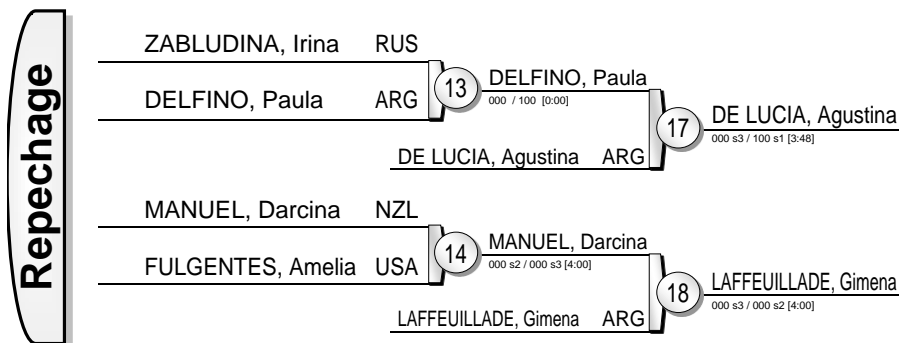 Repechage
ZABLUDINA, Irina RUS
DELFINO, Paula ARG
13
DELFINO, Paula
000 / 100 [0:00]
DE LUCIA, Agustina ARG
17
DE LUCIA, Agustina
000 s3 / 100 s1 [3:48]
MANUEL, Darcina NZL
FULGENTES, Amelia USA
14
MANUEL, Darcina
000 s2 / 000 s3 [4:00]
LAFFEUILLADE, Gimena ARG
18
LAFFEUILLADE, Gimena
000 s3 / 000 s2 [4:00]